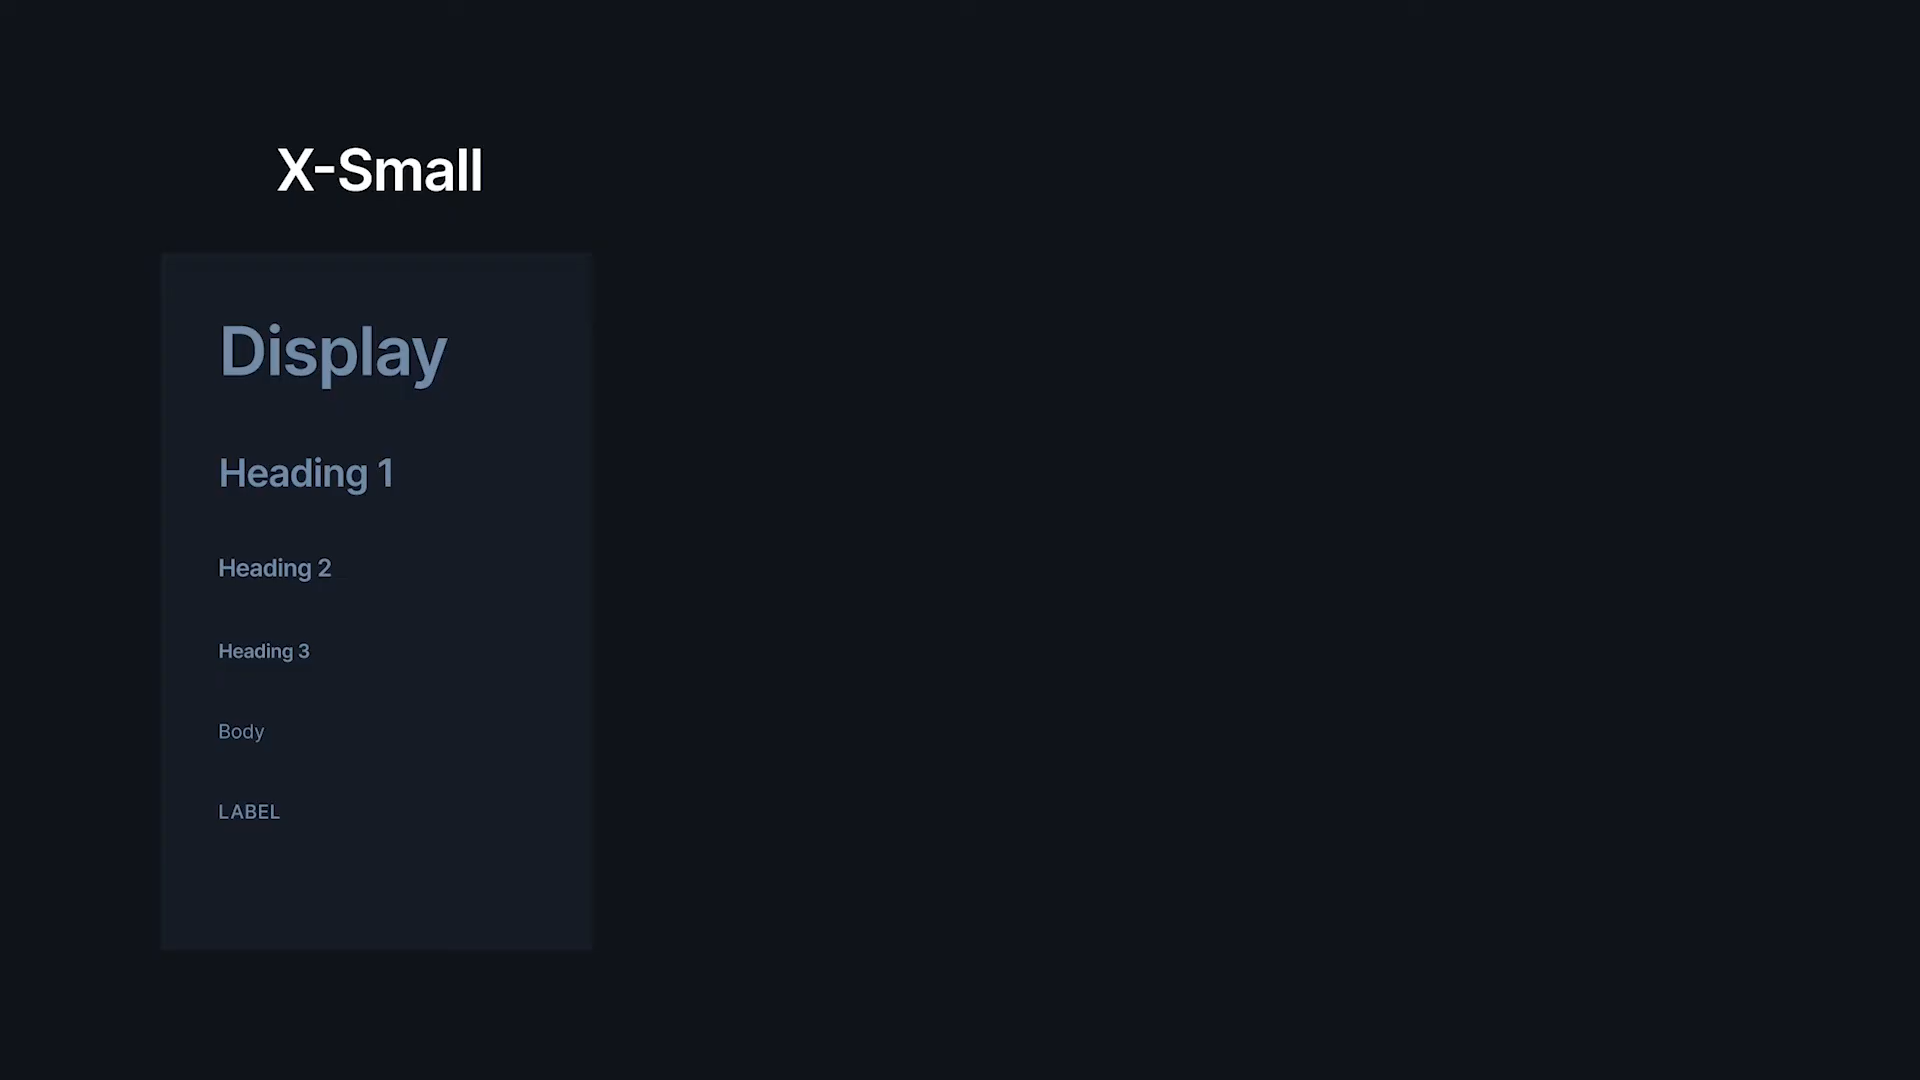 X-Small
Display
Heading 1
Heading 2
Heading 3
Body
LABEL